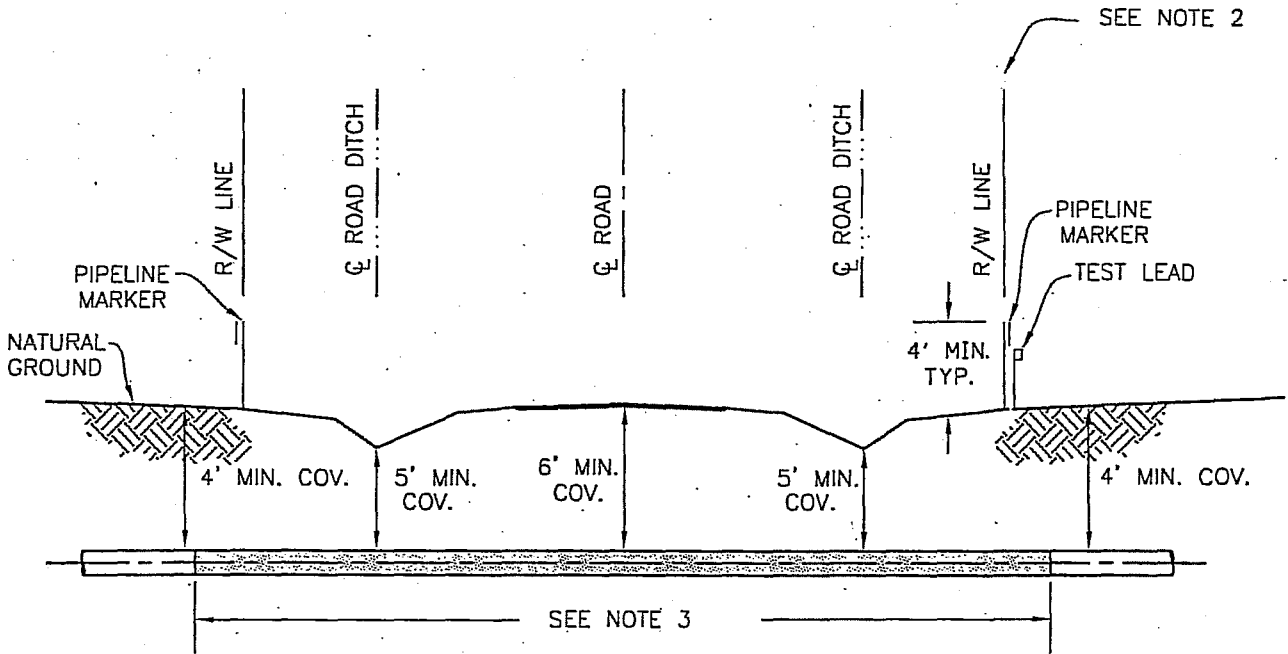 SEE NOTE 2
R/W LINE
℄ ROAD DITCH
℄ ROAD
℄ ROAD DITCH
R/W LINE
PIPELINE
MARKER
PIPELINE
MARKER
TEST LEAD
NATURAL
GROUND
4' MIN.
TYP.
4' MIN. COV.
5' MIN.
COV.
6' MIN.
COV.
5' MIN.
COV.
4' MIN. COV.
SEE NOTE 3